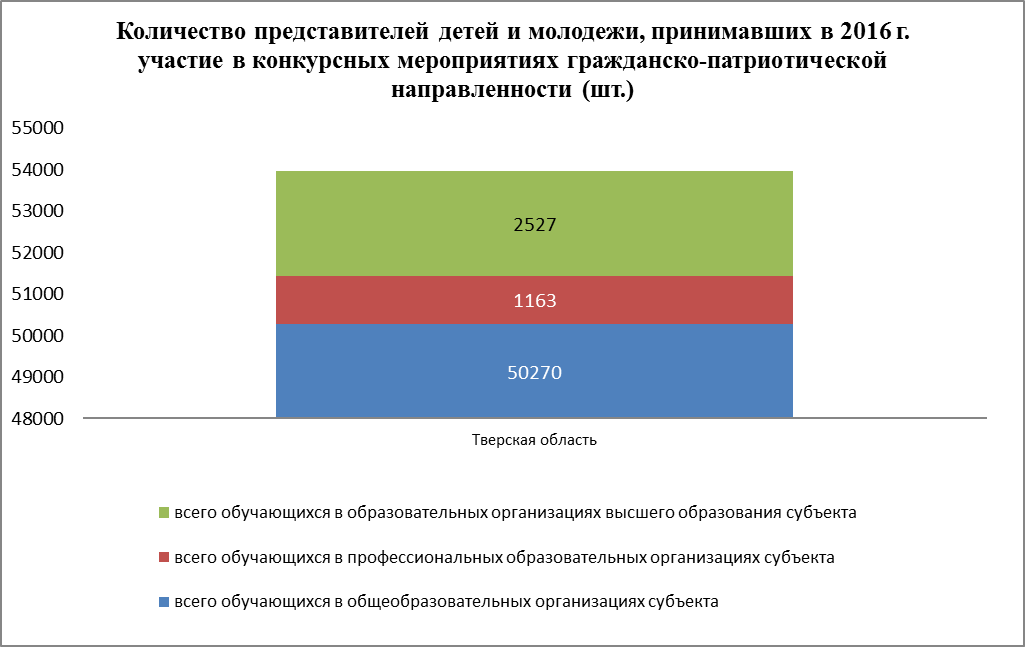 Количество представителей детей и молодежи, принимавших в 2016 г.
участие в конкурсных мероприятиях гражданско-патриотической
направленности (шт.)
55000
54000
53000
52000
51000
50000
49000
48000
2527
1163
50270
Тверская область
всего обучающихся в образовательных организациях высшего образования субъекта
всего обучающихся в профессиональных образовательных организациях субъекта
всего обучающихся в общеобразовательных организациях субъекта